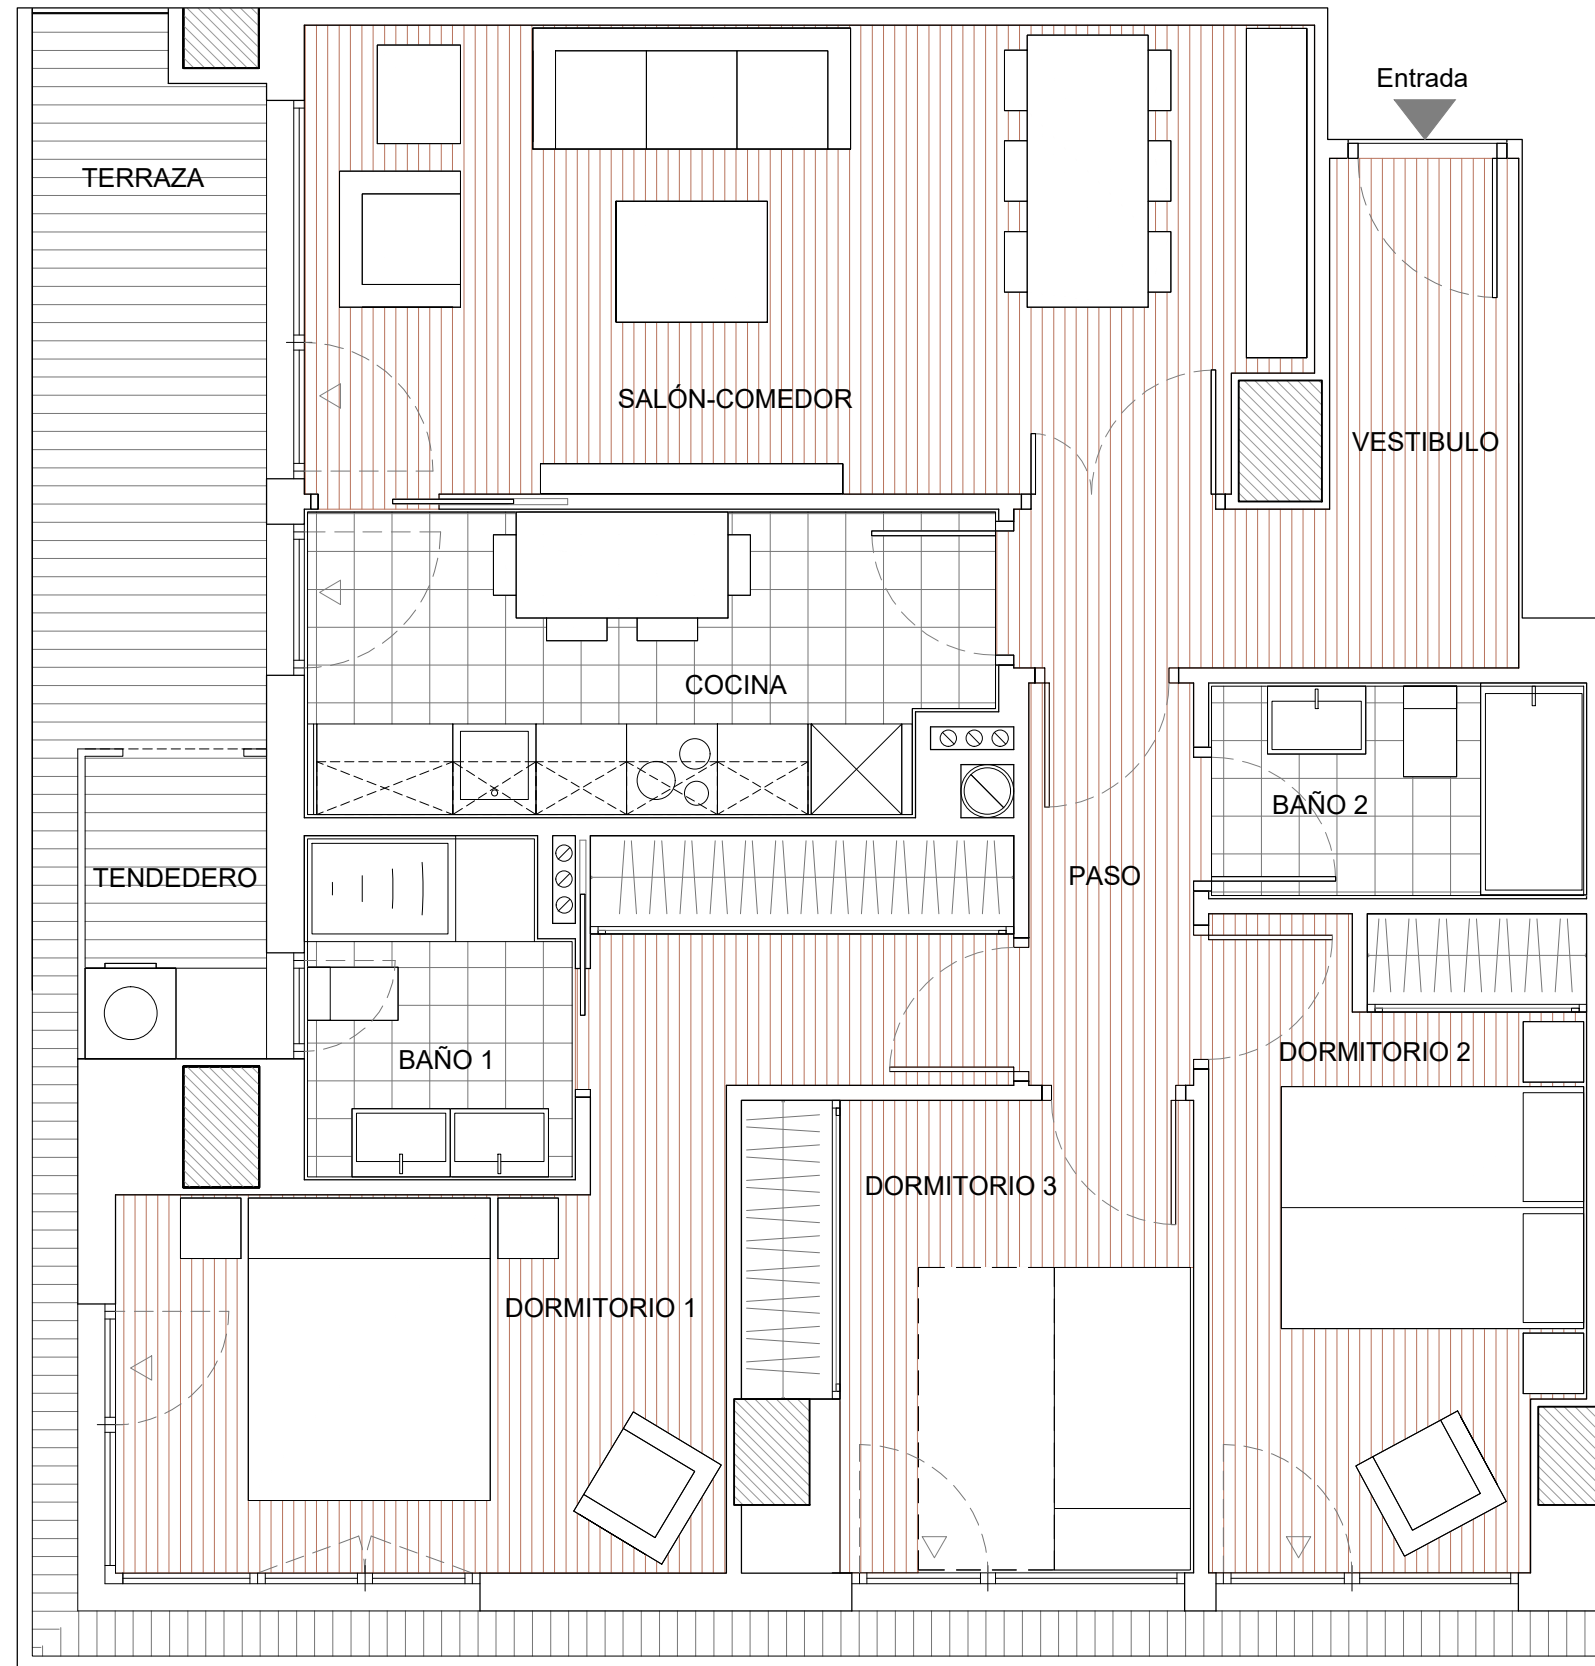 Entrada
TERRAZA
SALÓN-COMEDOR
VESTIBULO
COCINA
BAÑO 2
TENDEDERO
PASO
BAÑO 1
DORMITORIO 2
DORMITORIO 3
DORMITORIO 1